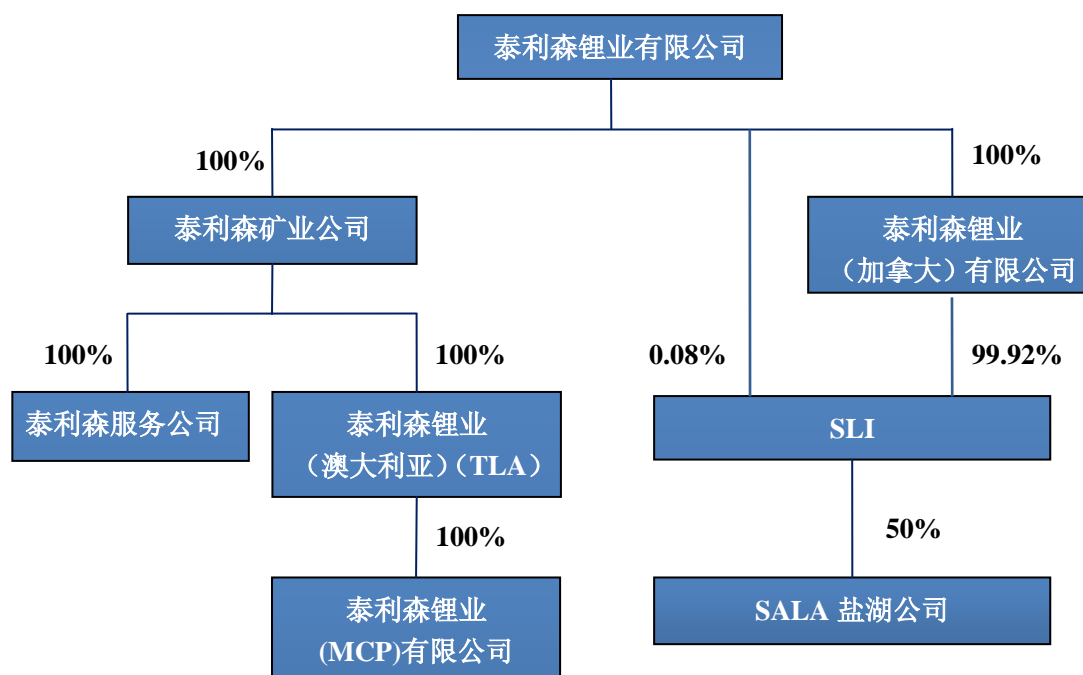 泰利森锂业有限公司
100%
100%
泰利森矿业公司
泰利森锂业
（加拿大）有限公司
100%
100%
0.08%
99.92%
泰利森服务公司
泰利森锂业
（澳大利亚）（TLA）
SLI
100%
50%
泰利森锂业
(MCP)有限公司
SALA 盐湖公司